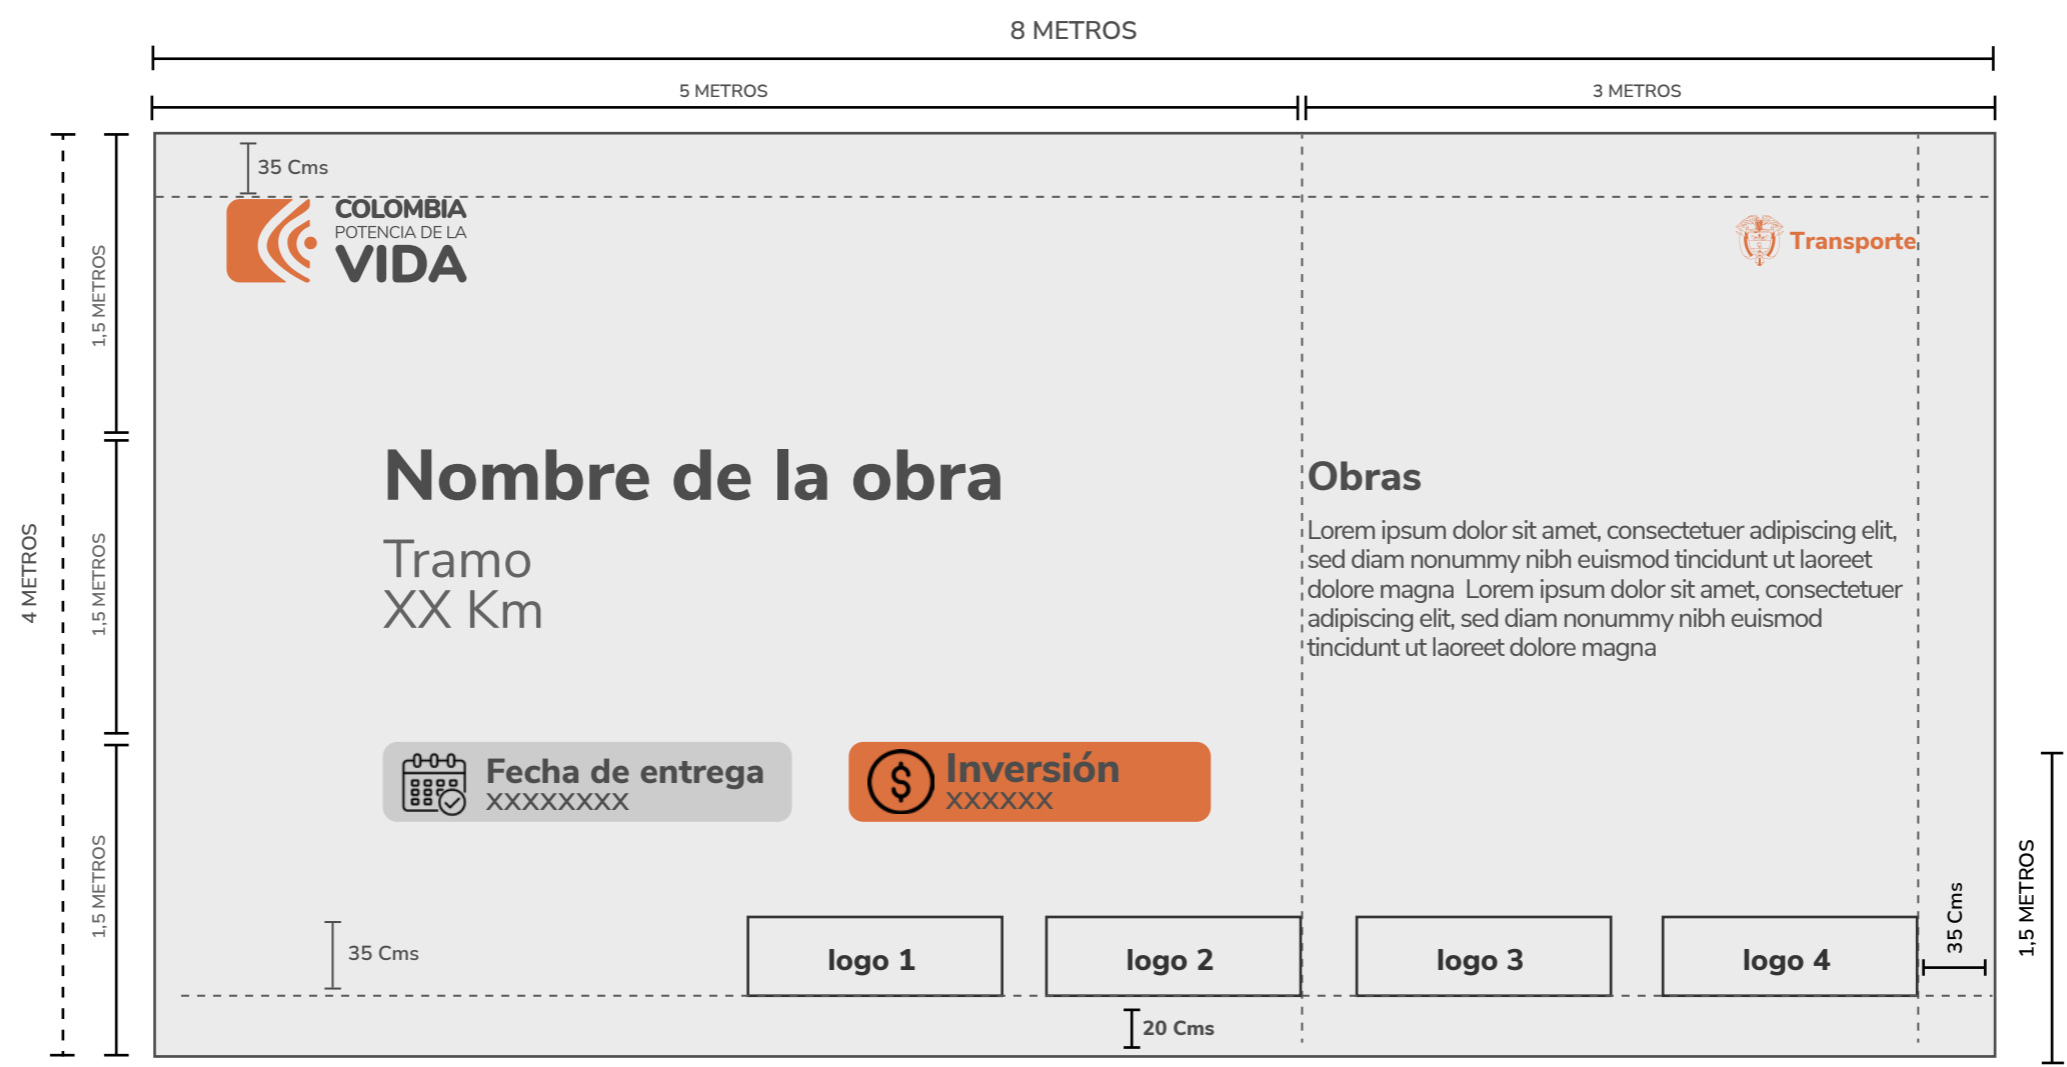 8 METROS
5 METROS
3 METROS
35 Cms
COLOMBIA
POTENCIA DE LA
VIDA
Transporte
1,5 METROS
4 METROS
1,5 METROS
1,5 METROS
Nombre de la obra
Tramo
XX Km
Obras
Lorem ipsum dolor sit amet, consectetuer adipiscing elit,
sed diam nonummy nibh euismod tincidunt ut laoreet
dolore magna Lorem ipsum dolor sit amet, consectetuer
adipiscing elit, sed diam nonummy nibh euismod
tincidunt ut laoreet dolore magna
Fecha de entrega
XXXXXXXX
$
Inversión
XXXXXX
35 Cms
logo 1
logo 2
logo 3
logo 4
35 Cms
1,5 METROS
20 Cms